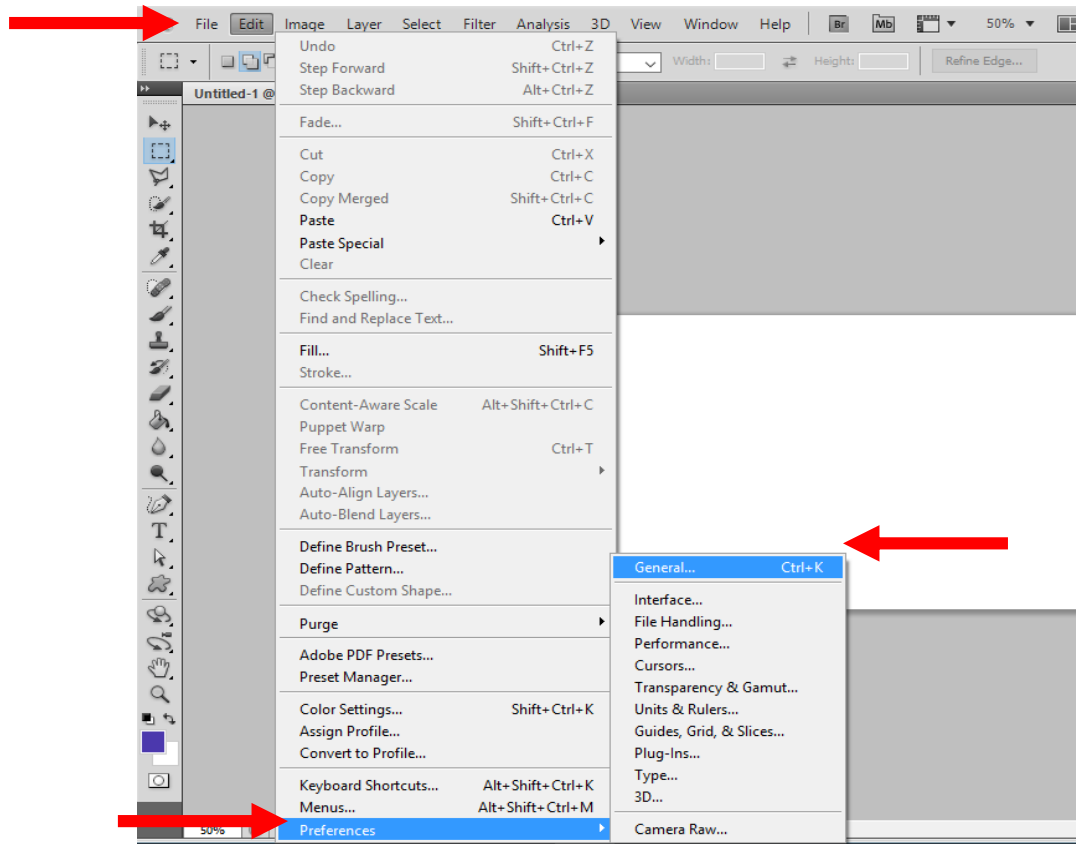 File Edit Image Layer Select Filter Analysis 3D View Window Help Br Mb 50%
Width: Height: Refine Edge...
Untitled-1 @
Undo Ctrl+Z
Step Forward Shift+Ctrl+Z
Step Backward Alt+Ctrl+Z
Fade... Shift+Ctrl+F
Cut Ctrl+X
Copy Ctrl+C
Copy Merged Shift+Ctrl+C
Paste Ctrl+V
Paste Special
Clear
Check Spelling...
Find and Replace Text...
Fill... Shift+F5
Stroke...
Content-Aware Scale Alt+Shift+Ctrl+C
Puppet Warp
Free Transform Ctrl+T
Transform
Auto-Align Layers...
Auto-Blend Layers...
Define Brush Preset...
Define Pattern...
Define Custom Shape...
Purge
Adobe PDF Presets...
Preset Manager...
Color Settings... Shift+Ctrl+K
Assign Profile...
Convert to Profile...
Keyboard Shortcuts... Alt+Shift+Ctrl+K
Menus... Alt+Shift+Ctrl+M
Preferences
General... Ctrl+K
Interface...
File Handling...
Performance...
Cursors...
Transparency & Gamut...
Units & Rulers...
Guides, Grid, & Slices...
Plug-Ins...
Type...
3D...
Camera Raw...
50%